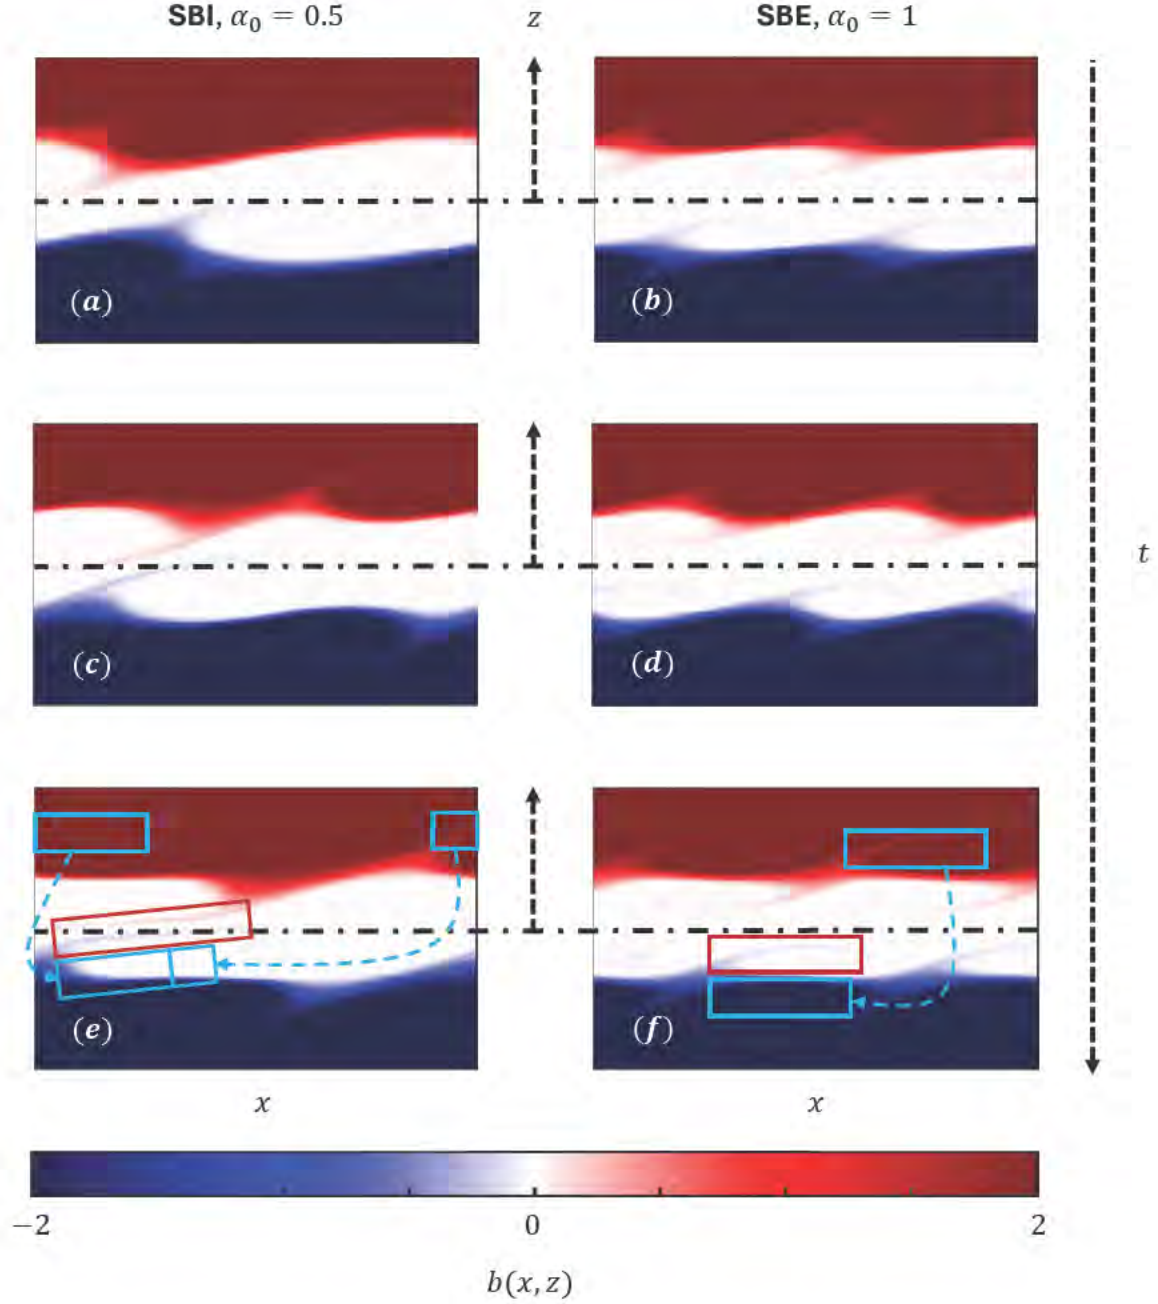 SBI, α₀ = 0.5
z
SBE, α₀ = 1
(a)
(b)
(c)
(d)
t
(e)
(f)
x
x
−2
0
2
b(x, z)